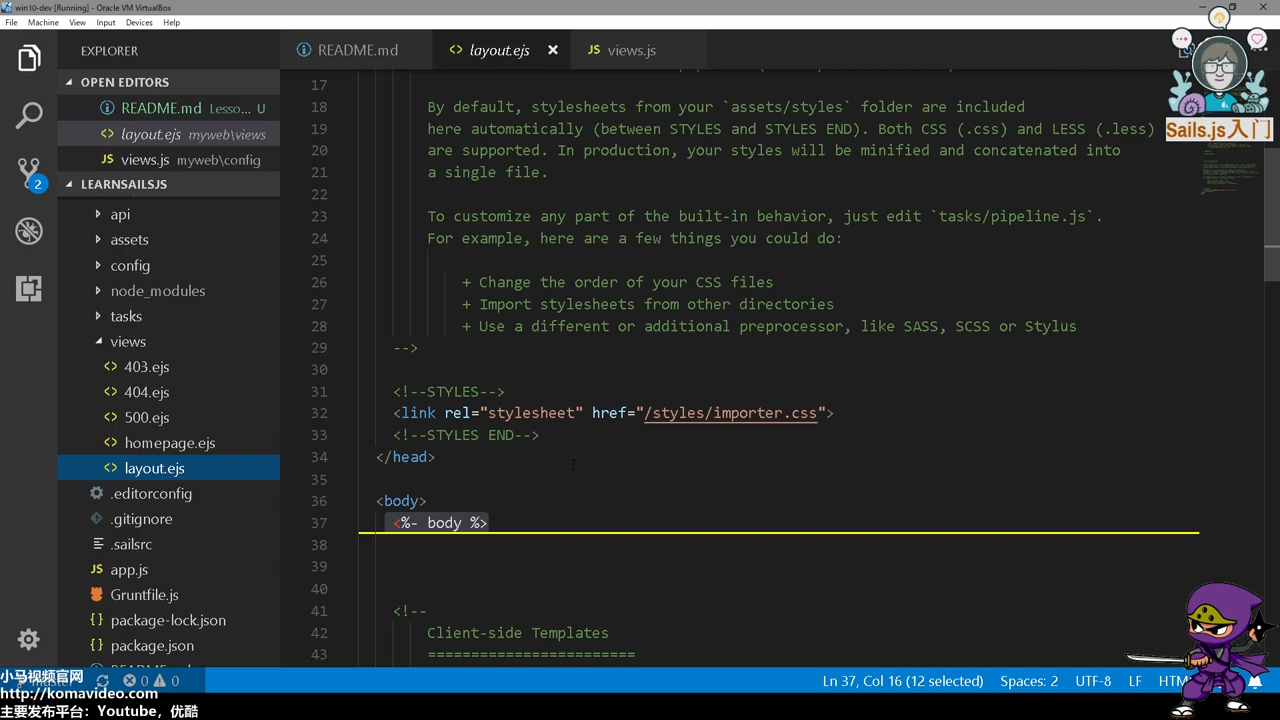 win10-dev [Running] - Oracle VM VirtualBox
File Machine View Input Devices Help
EXPLORER
README.md
layout.ejs
views.js
OPEN EDITORS
README.md Lesso... U
layout.ejs myweb\views
views.js myweb\config
LEARNSAILSJS
api
assets
config
node_modules
tasks
views
403.ejs
404.ejs
500.ejs
homepage.ejs
layout.ejs
.editorconfig
.gitignore
.sailsrc
app.js
Gruntfile.js
package-lock.json
package.json
2
Sails.js入门
17
18 By default, stylesheets from your `assets/styles` folder are included
19 here automatically (between STYLES and STYLES END). Both CSS (.css) and LESS (.less)
20 are supported. In production, your styles will be minified and concatenated into
21 a single file.
22
23 To customize any part of the built-in behavior, just edit `tasks/pipeline.js`.
24 For example, here are a few things you could do:
25
26 + Change the order of your CSS files
27 + Import stylesheets from other directories
28 + Use a different or additional preprocessor, like SASS, SCSS or Stylus
29 -->
30
31 <!--STYLES-->
32 <link rel="stylesheet" href="/styles/importer.css">
33 <!--STYLES END-->
34 </head>
35
36 <body>
37 <%- body %>
38
39
40
41 <!--
42 Client-side Templates
43 ========================
小马视频官网
http://komavideo.com
主要发布平台：Youtube，优酷
0 0
Ln 37, Col 16 (12 selected) Spaces: 2 UTF-8 LF HTM